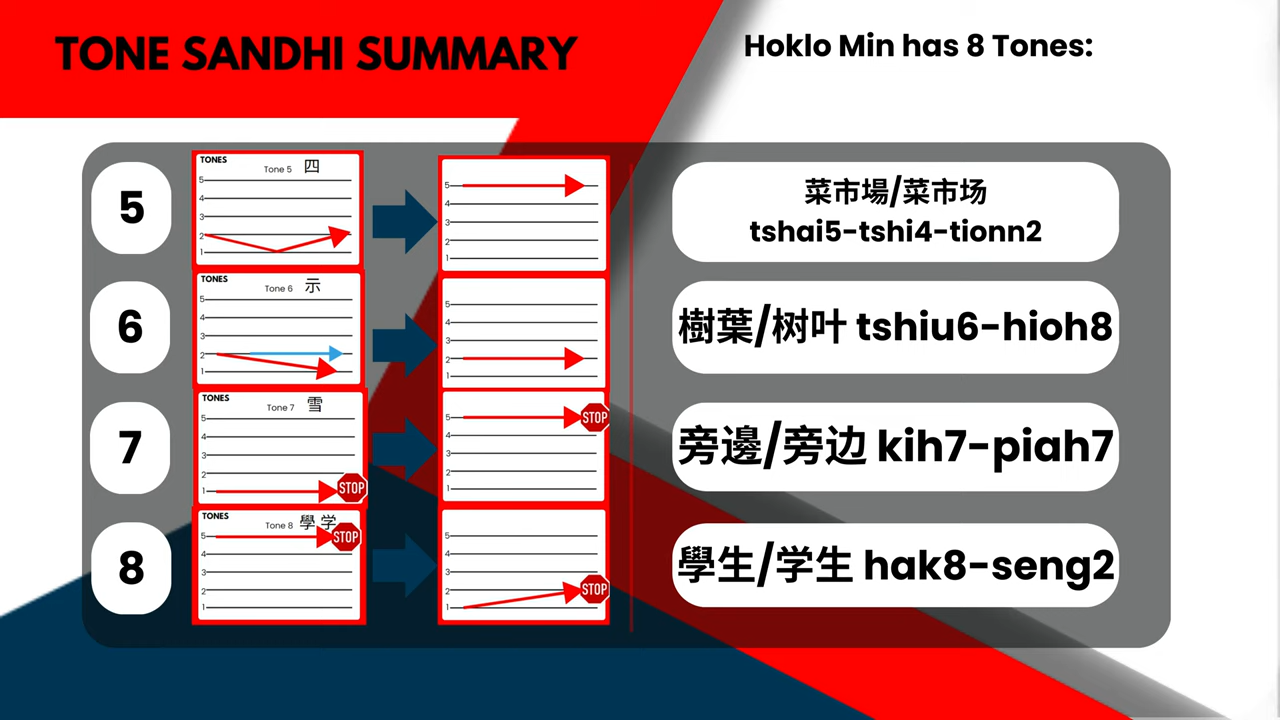 TONE SANDHI SUMMARY
Hoklo Min has 8 Tones:
5
TONES
Tone 5 四
5
4
3
2
1
5
4
3
2
1
菜市場/菜市场
tshai5-tshi4-tionn2
6
TONES
Tone 6 示
5
4
3
2
1
5
4
3
2
1
樹葉/树叶 tshiu6-hioh8
7
TONES
Tone 7 雪
5
4
3
2
1
STOP
5
4
3
2
1
STOP
旁邊/旁边 kih7-piah7
8
TONES
Tone 8 學 学
5
4
3
2
1
STOP
5
4
3
2
1
STOP
學生/学生 hak8-seng2